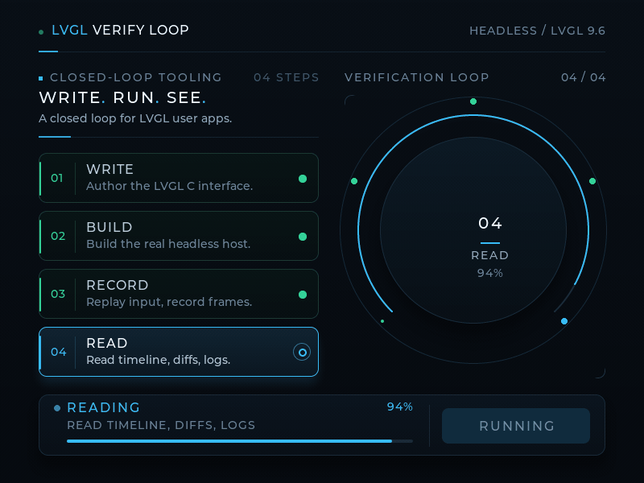 LVGL VERIFY LOOP
HEADLESS / LVGL 9.6
CLOSED-LOOP TOOLING
04 STEPS
WRITE. RUN. SEE.
A closed loop for LVGL user apps.
01
WRITE
Author the LVGL C interface.
02
BUILD
Build the real headless host.
03
RECORD
Replay input, record frames.
04
READ
Read timeline, diffs, logs.
VERIFICATION LOOP
04 / 04
04
READ
94%
READING
94%
READ TIMELINE, DIFFS, LOGS
RUNNING